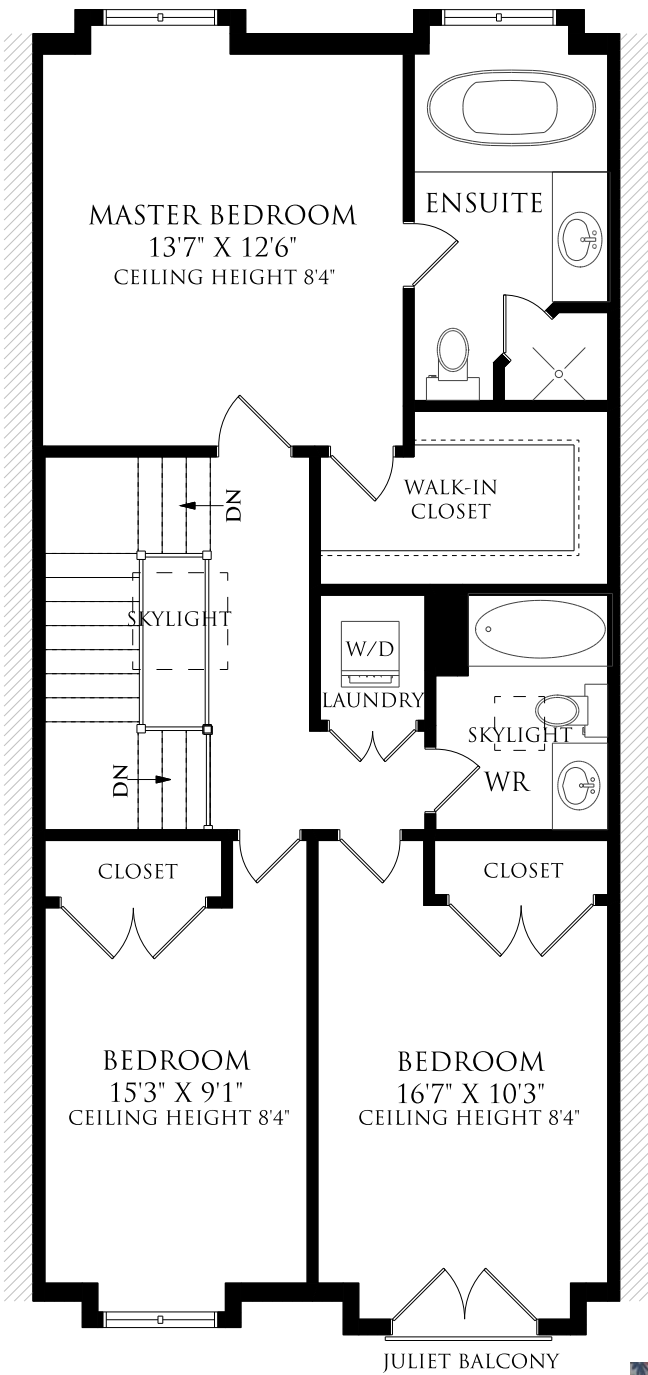 MASTER BEDROOM
13'7" X 12'6"
CEILING HEIGHT 8'4"
ENSUITE
WALK-IN
CLOSET
DN
SKYLIGHT
W/D
LAUNDRY
SKYLIGHT
WR
DN
CLOSET
CLOSET
BEDROOM
15'3" X 9'1"
CEILING HEIGHT 8'4"
BEDROOM
16'7" X 10'3"
CEILING HEIGHT 8'4"
JULIET BALCONY